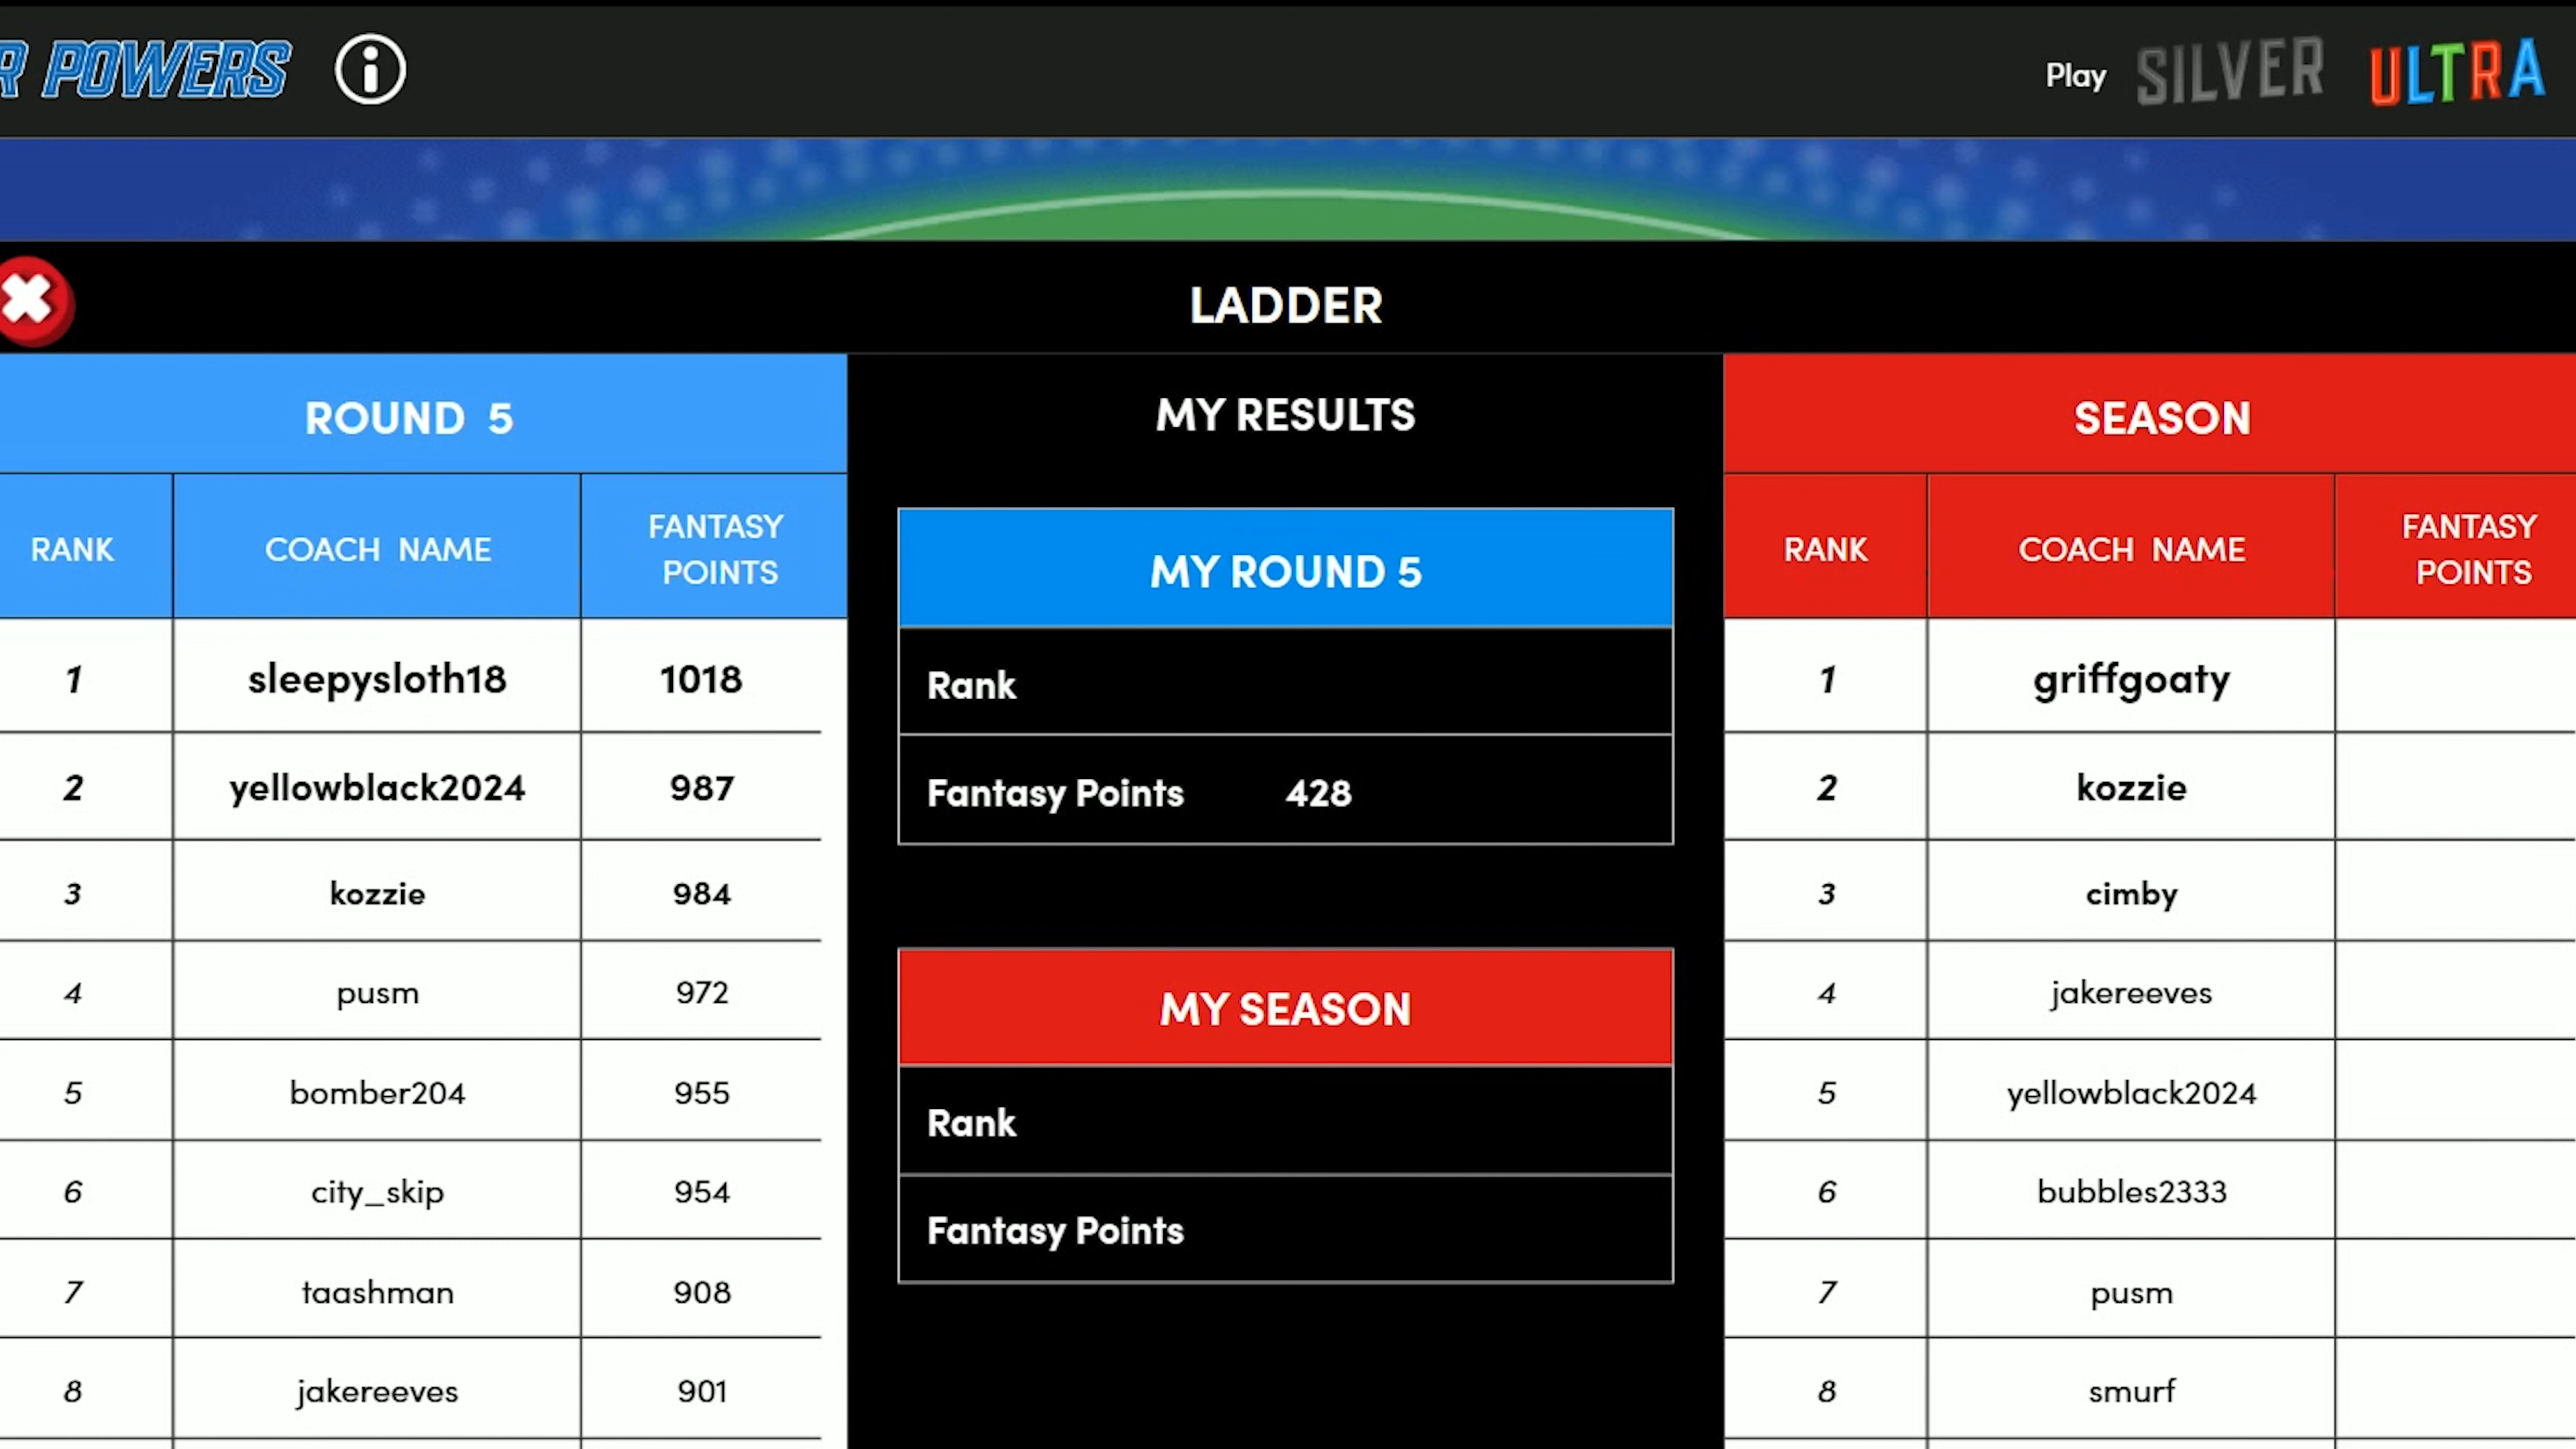 R POWERS
Play SILVER ULTRA
LADDER
ROUND 5
RANK COACH NAME FANTASY POINTS
1 sleepysloth18 1018
2 yellowblack2024 987
3 kozzie 984
4 pusm 972
5 bomber204 955
6 city_skip 954
7 taashman 908
8 jakereeves 901
MY RESULTS
MY ROUND 5
Rank
Fantasy Points 428
MY SEASON
Rank
Fantasy Points
SEASON
RANK COACH NAME FANTASY POINTS
1 griffgoaty
2 kozzie
3 cimby
4 jakereeves
5 yellowblack2024
6 bubbles2333
7 pusm
8 smurf